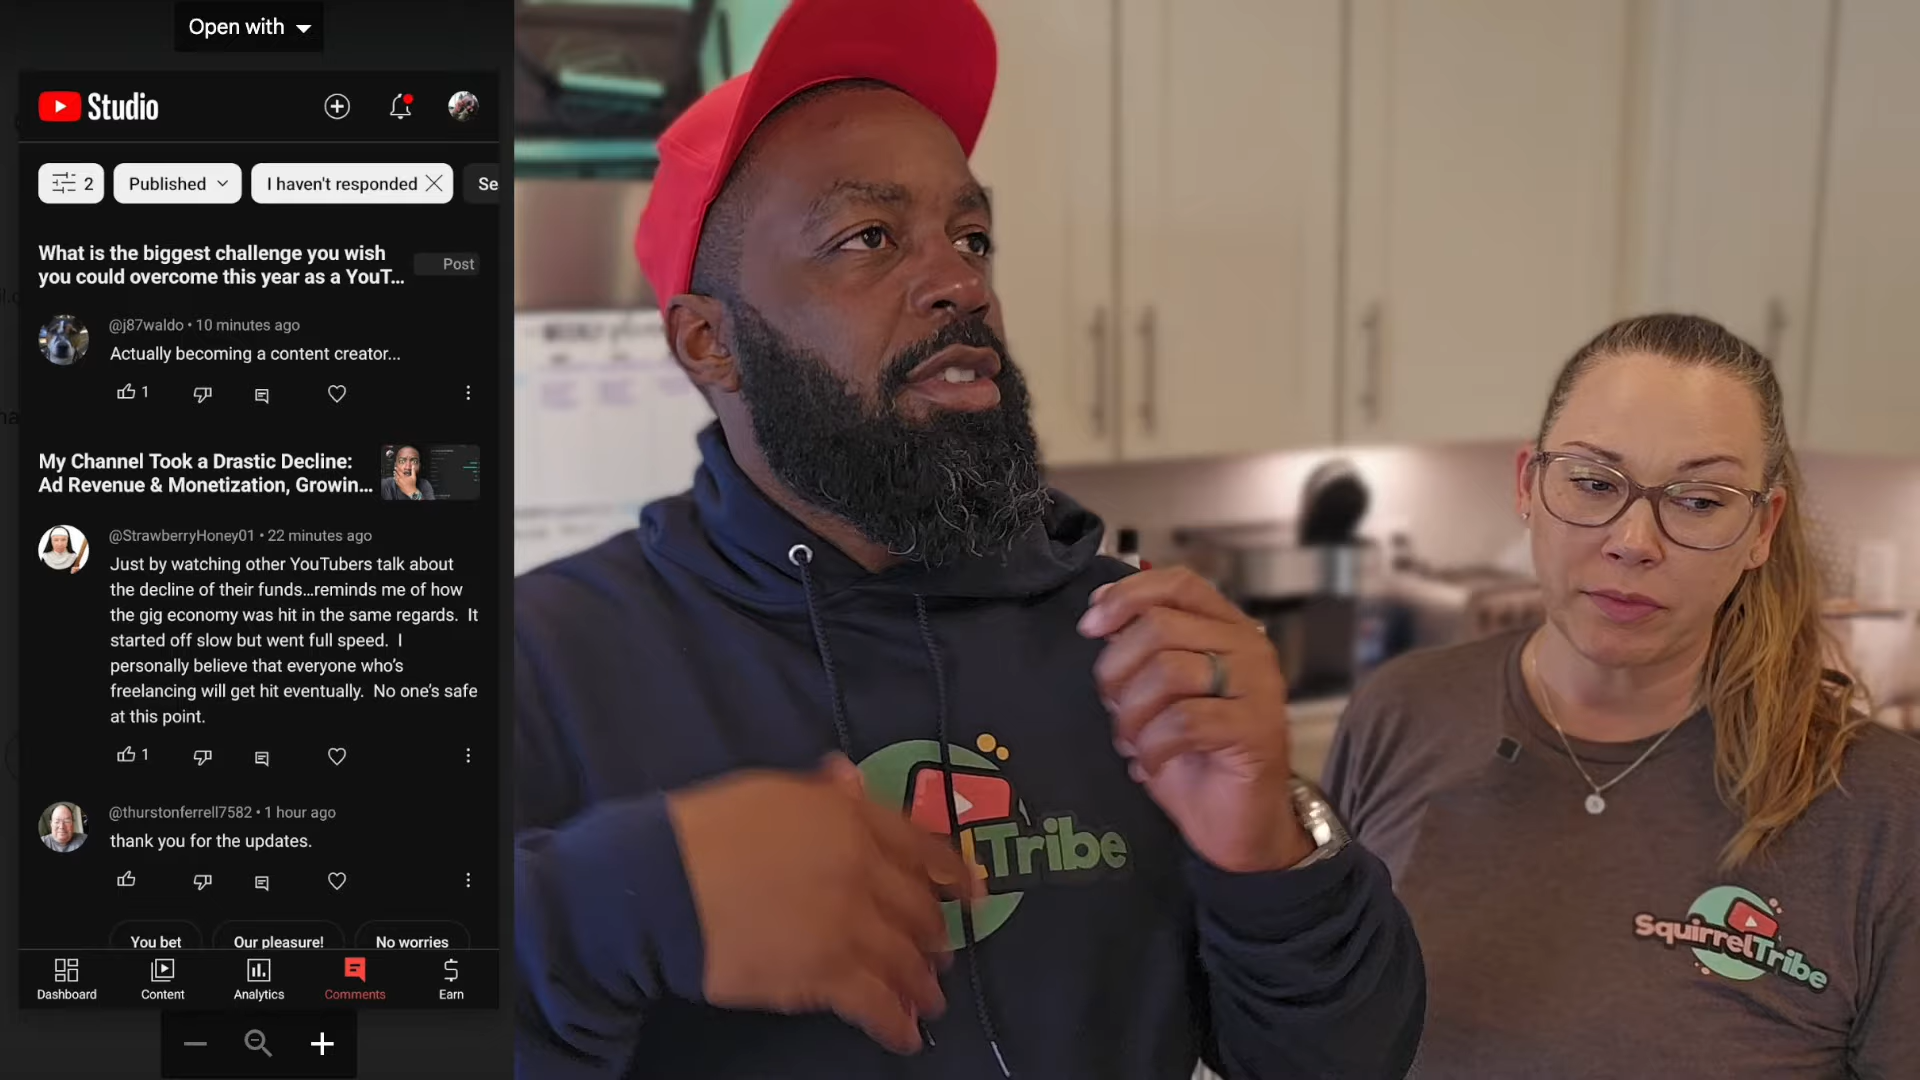 Open with
Studio
2
Published
I haven't responded
Se
What is the biggest challenge you wish
you could overcome this year as a YouT...
Post
@j87waldo • 10 minutes ago
Actually becoming a content creator...
1
My Channel Took a Drastic Decline:
Ad Revenue & Monetization, Growin...
@StrawberryHoney01 • 22 minutes ago
Just by watching other YouTubers talk about
the decline of their funds...reminds me of how
the gig economy was hit in the same regards. It
started off slow but went full speed. I
personally believe that everyone who's
freelancing will get hit eventually. No one's safe
at this point.
1
@thurstonferrell7582 • 1 hour ago
thank you for the updates.
You bet
Our pleasure!
No worries
Dashboard
Content
Analytics
Comments
Earn
lTribe
SquirrelTribe